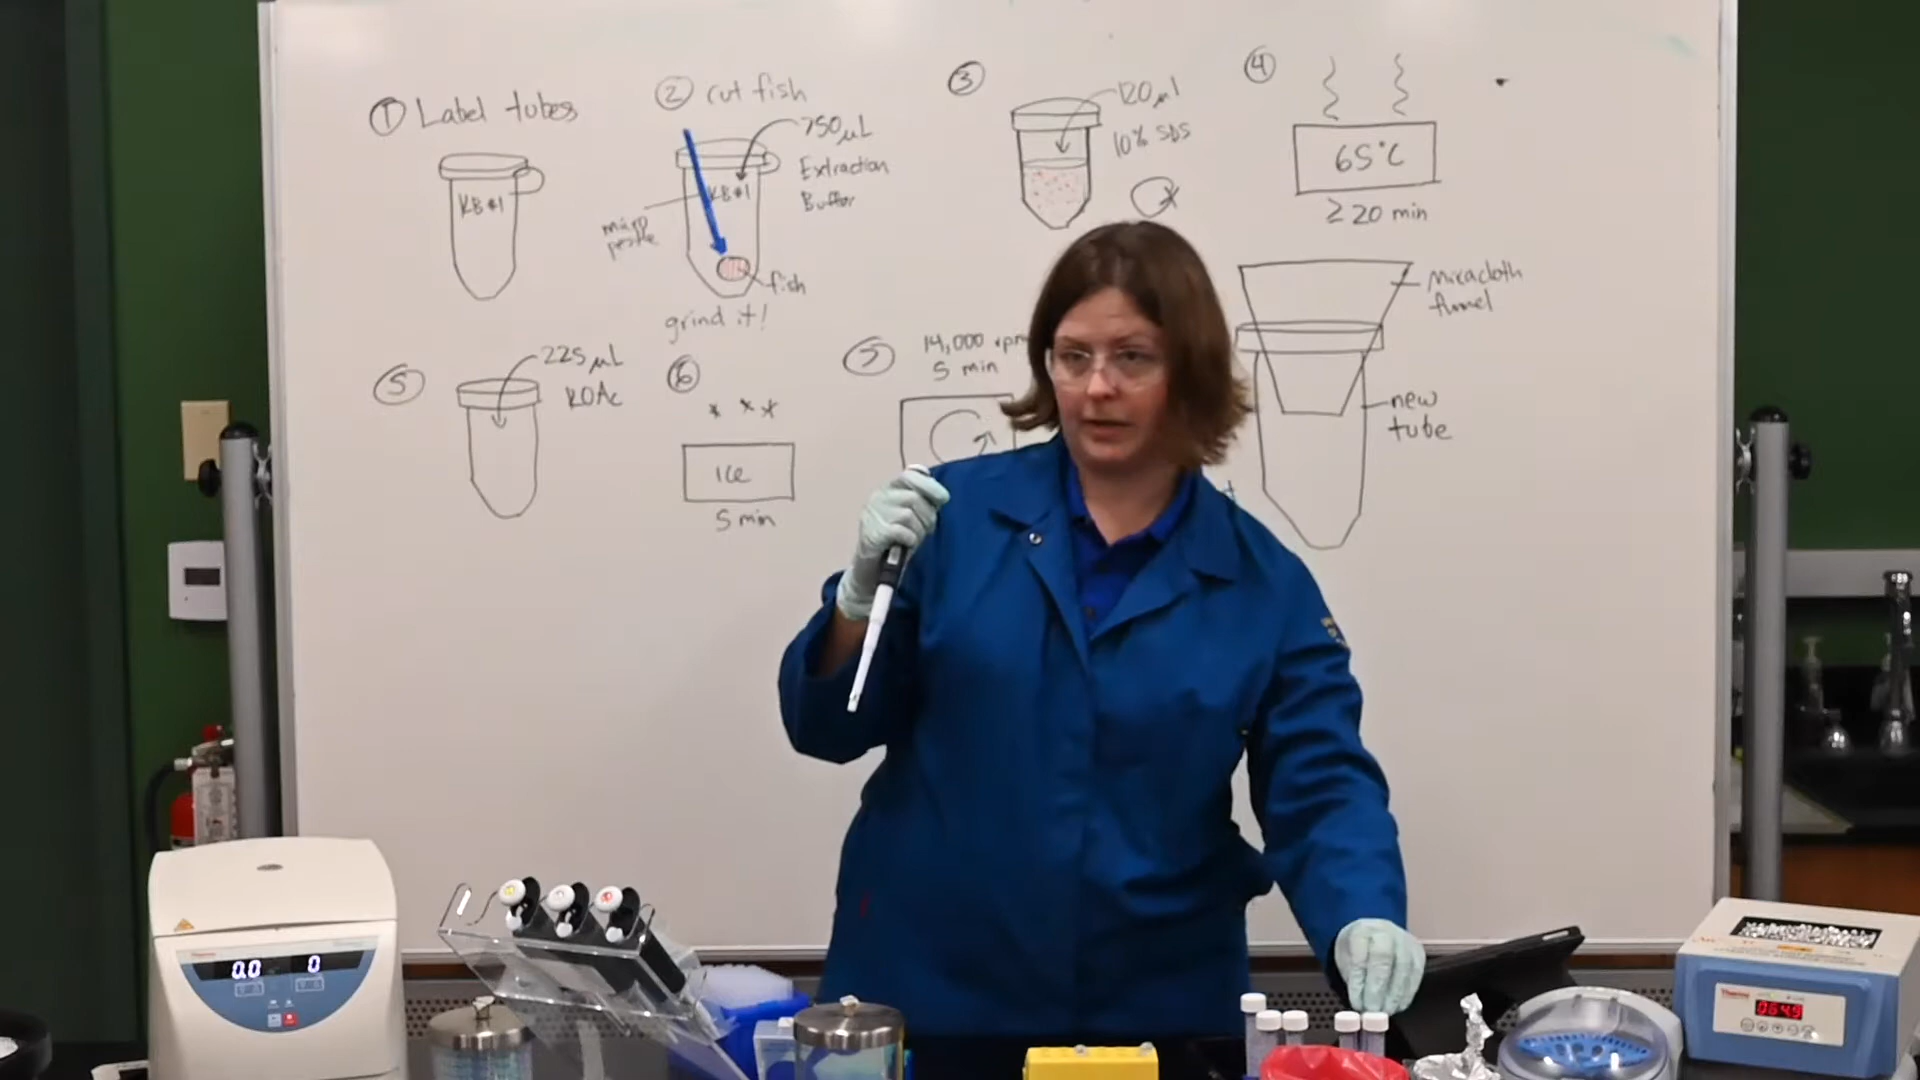 ① Label tubes
KB#1
② cut fish
750µL
Extraction
Buffer
KB#1
micro
pestle
fish
grind it!
③
120µl
10% SDS
④
65°C
≥20 min
⑤
225µL
KOAc
⑥
ICE
5 min
⑦
14,000 rpm
5 min
miracloth
funnel
new
tube
0.0 0